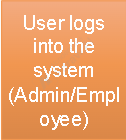 User logs
into the
system
(Admin/Empl
oyee)